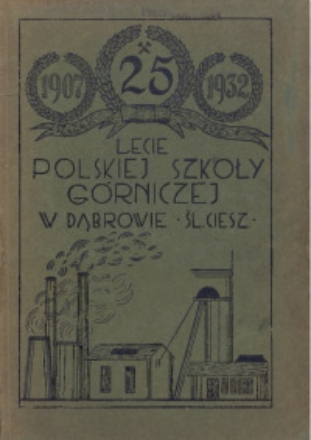 1907 25 1932
LECIE
POLSKIEJ SZKOŁY
GÓRNICZEJ
W DĄBROWIE · ŚL. CIESZ ·